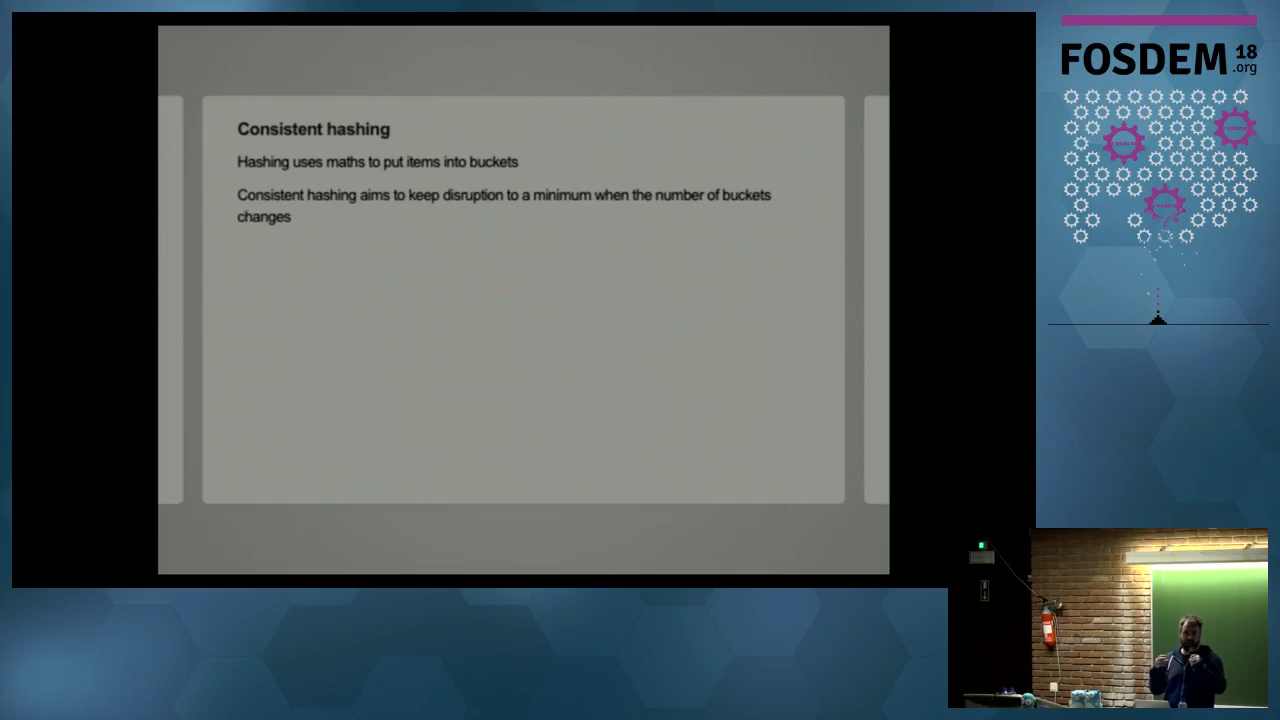 Consistent hashing
Hashing uses maths to put items into buckets
Consistent hashing aims to keep disruption to a minimum when the number of buckets
changes
FOSDEM 18
.org